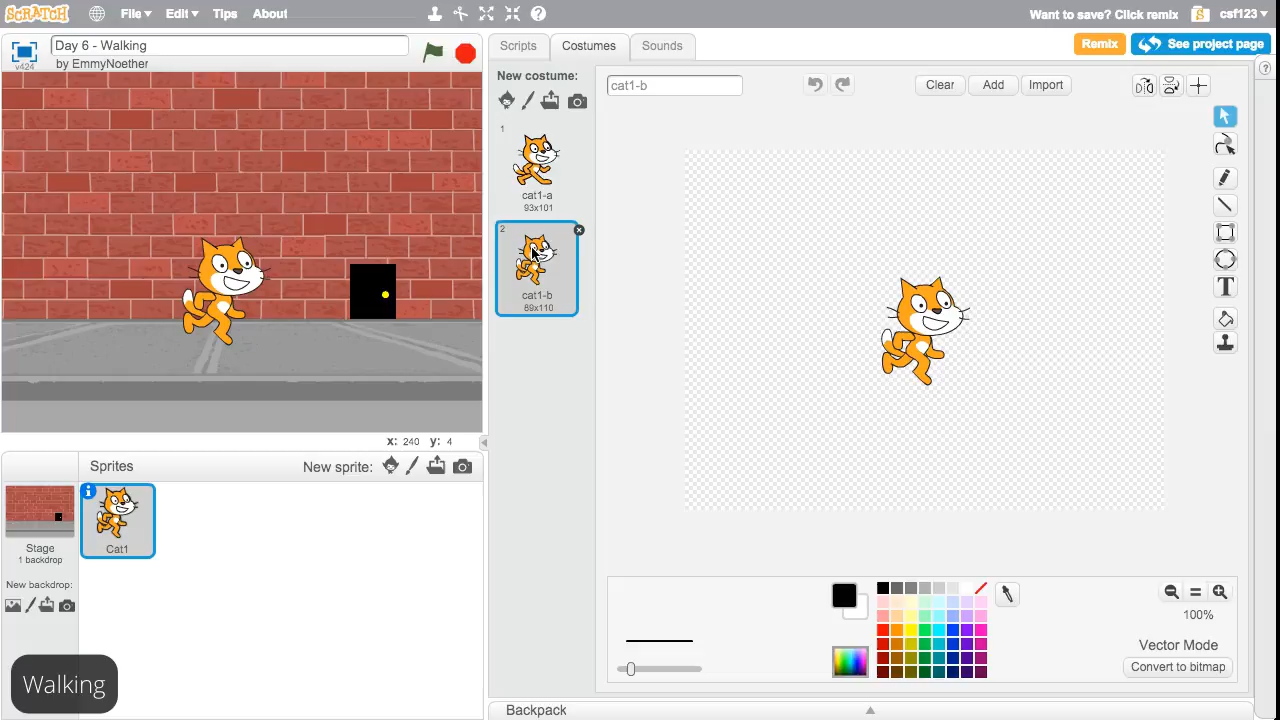 SCRATCH File Edit Tips About Want to save? Click remix csf123
v424 Day 6 - Walking
by EmmyNoether
Scripts Costumes Sounds Remix See project page
New costume:
cat1-b Clear Add Import
1
cat1-a
93x101
2
cat1-b
89x110
T
x: 240 y: 4
Sprites New sprite:
Stage
1 backdrop
New backdrop:
Cat1
100%
Vector Mode
Convert to bitmap
Walking
Backpack